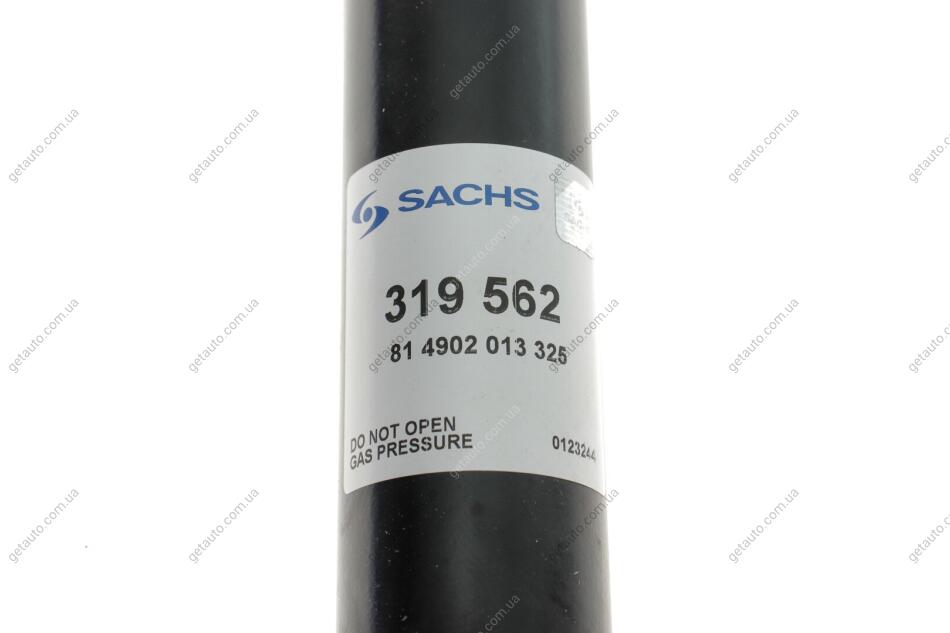 SACHS
319 562
81 4902 013 325
DO NOT OPEN
GAS PRESSURE
0123244
getauto.com.ua